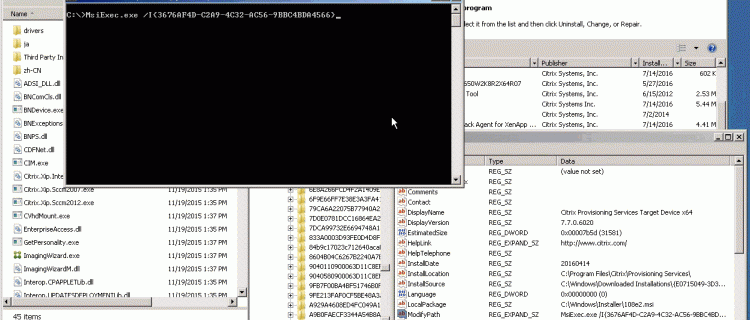 Name
drivers
ja
Third Party In
zh-CN
ADSI_DLL.dll
BNComCls.dll
BNDevice.exe
BNExceptions
BNPS.dll
CDFNet.dll
CIM.exe
Citrix.Xip.Inte
Citrix.Xip.Sccm2007.exe
11/19/2015 1:35 PM
Citrix.Xip.Sccm2012.exe
11/19/2015 1:35 PM
CVhdMount.exe
11/19/2015 1:35 PM
EnterpriseAccess.dll
11/19/2015 1:35 PM
GetPersonality.exe
11/19/2015 1:35 PM
ImagingWizard.exe
11/19/2015 1:35 PM
ImagingWizardM.dll
11/19/2015 1:35 PM
Interop.CPAPPLETLib.dll
11/19/2015 1:35 PM
Interop.UPDATESDEPLOYMENTLib.dll
11/19/2015 1:35 PM
45 items
C:\>MsiExec.exe /I{3676AF4D-C2A9-4C32-AC56-9BBC4BDA4566}_
program
lect it from the list and then click Uninstall, Change, or Repair.
Publisher
Install...
Size
Citrix Systems, Inc.
7/14/2016
602 K
650W2K8R2X64R07
Citrix Systems, Inc.
5/27/2016
Tool
Citrix Systems, Inc.
6/15/2012
2.53 M
Citrix Systems, Inc.
7/14/2016
5.44 M
Citrix Systems, Inc.
7/2/2014
ack Agent for XenApp
Citrix Systems, Inc.
7/14/2016
4.41 M
6F9E66FF7E38E3A3FA41
79CA6A22075B77940A2
7D0E0781DCC16864EA2
7DCA99732E6694748A1
833A0003D93FE0D4D8F
84b9c17023c712640acaf
8604B04C6267B2240A7E
9040110900063D11C8EF
9040580900063D11C8EF
9FB7F00BA4BF51746B0F
9FE213FAF0CF5BE48A3
A929A4608ED4FC049A1
A9B0FAECF3344A54B8A
Type
Data
REG_SZ
(value not set)
REG_SZ
Comments
REG_SZ
Contact
REG_SZ
DisplayName
REG_SZ
Citrix Provisioning Services Target Device x64
DisplayVersion
REG_SZ
7.7.0.6020
EstimatedSize
REG_DWORD
0x00007b5d (31581)
HelpLink
REG_EXPAND_SZ
http://www.citrix.com/
HelpTelephone
REG_SZ
InstallDate
REG_SZ
20160414
InstallLocation
REG_SZ
C:\Program Files\Citrix\Provisioning Services\
InstallSource
REG_SZ
C:\Windows\Downloaded Installations\{E0715049-3D3...
Language
REG_DWORD
0x00000000 (0)
LocalPackage
REG_SZ
C:\Windows\Installer\108e2.msi
ModifyPath
REG_EXPAND_SZ
MsiExec.exe /I{3676AF4D-C2A9-4C32-AC56-9BBC4BD...